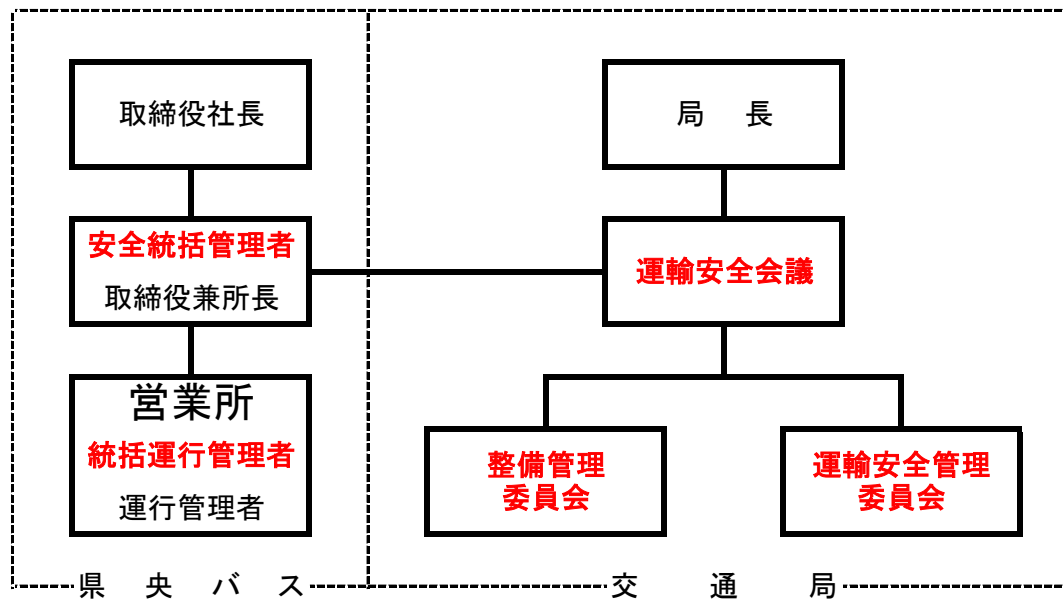 取締役社長
安全統括管理者
取締役兼所長
営業所
統括運行管理者
運行管理者
県央バス
局長
運輸安全会議
整備管理
委員会
運輸安全管理
委員会
交通局